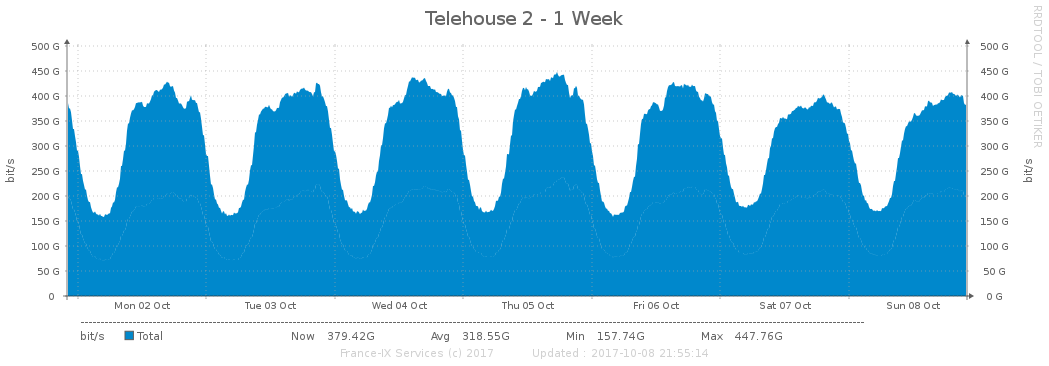 Telehouse 2 - 1 Week
RRDTOOL / TOBI OETIKER
500 G 500 G
450 G 450 G
400 G 400 G
350 G 350 G
300 G 300 G
250 G 250 G
200 G 200 G
150 G 150 G
100 G 100 G
50 G 50 G
0 0 G
bit/s
bit/s
Mon 02 Oct Tue 03 Oct Wed 04 Oct Thu 05 Oct Fri 06 Oct Sat 07 Oct Sun 08 Oct
bit/s Total Now 379.42G Avg 318.55G Min 157.74G Max 447.76G
France-IX Services (c) 2017 Updated : 2017-10-08 21:55:14